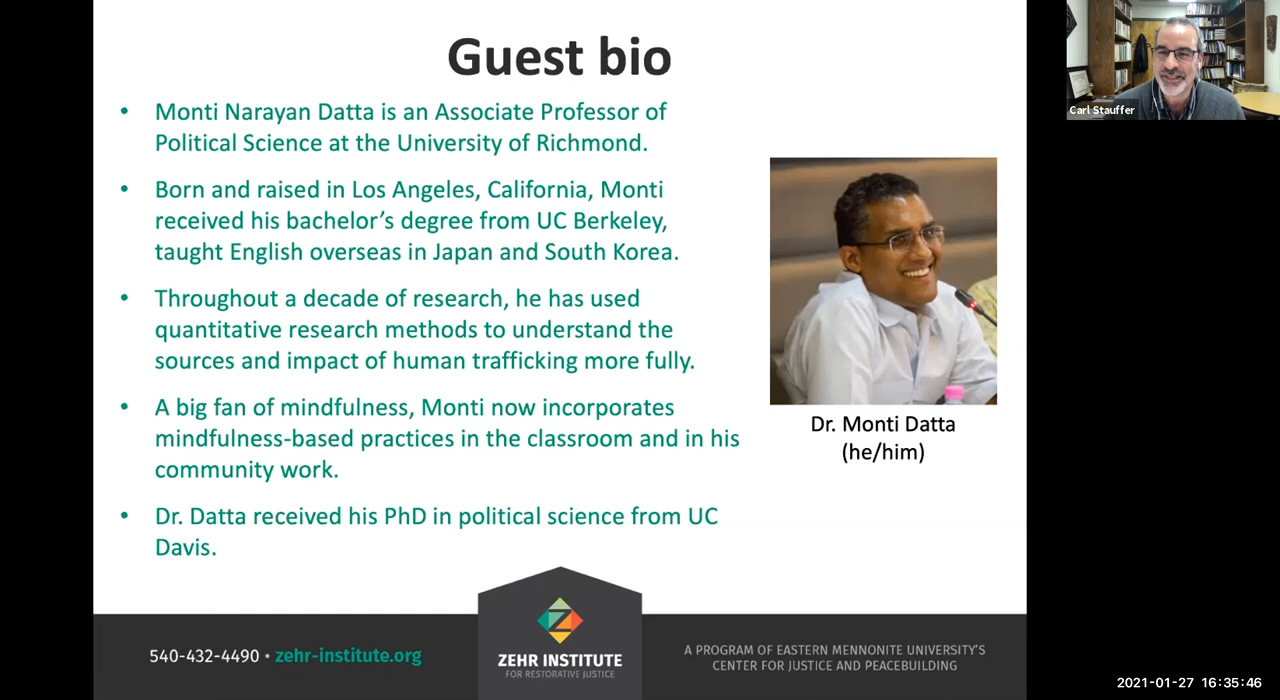 Guest bio
• Monti Narayan Datta is an Associate Professor of
Political Science at the University of Richmond.
• Born and raised in Los Angeles, California, Monti
received his bachelor’s degree from UC Berkeley,
taught English overseas in Japan and South Korea.
• Throughout a decade of research, he has used
quantitative research methods to understand the
sources and impact of human trafficking more fully.
• A big fan of mindfulness, Monti now incorporates
mindfulness-based practices in the classroom and in his
community work.
• Dr. Datta received his PhD in political science from UC
Davis.
Dr. Monti Datta
(he/him)
Carl Stauffer
540-432-4490 • zehr-institute.org
ZEHR INSTITUTE
FOR RESTORATIVE JUSTICE
A PROGRAM OF EASTERN MENNONITE UNIVERSITY’S
CENTER FOR JUSTICE AND PEACEBUILDING
2021-01-27 16:35:46